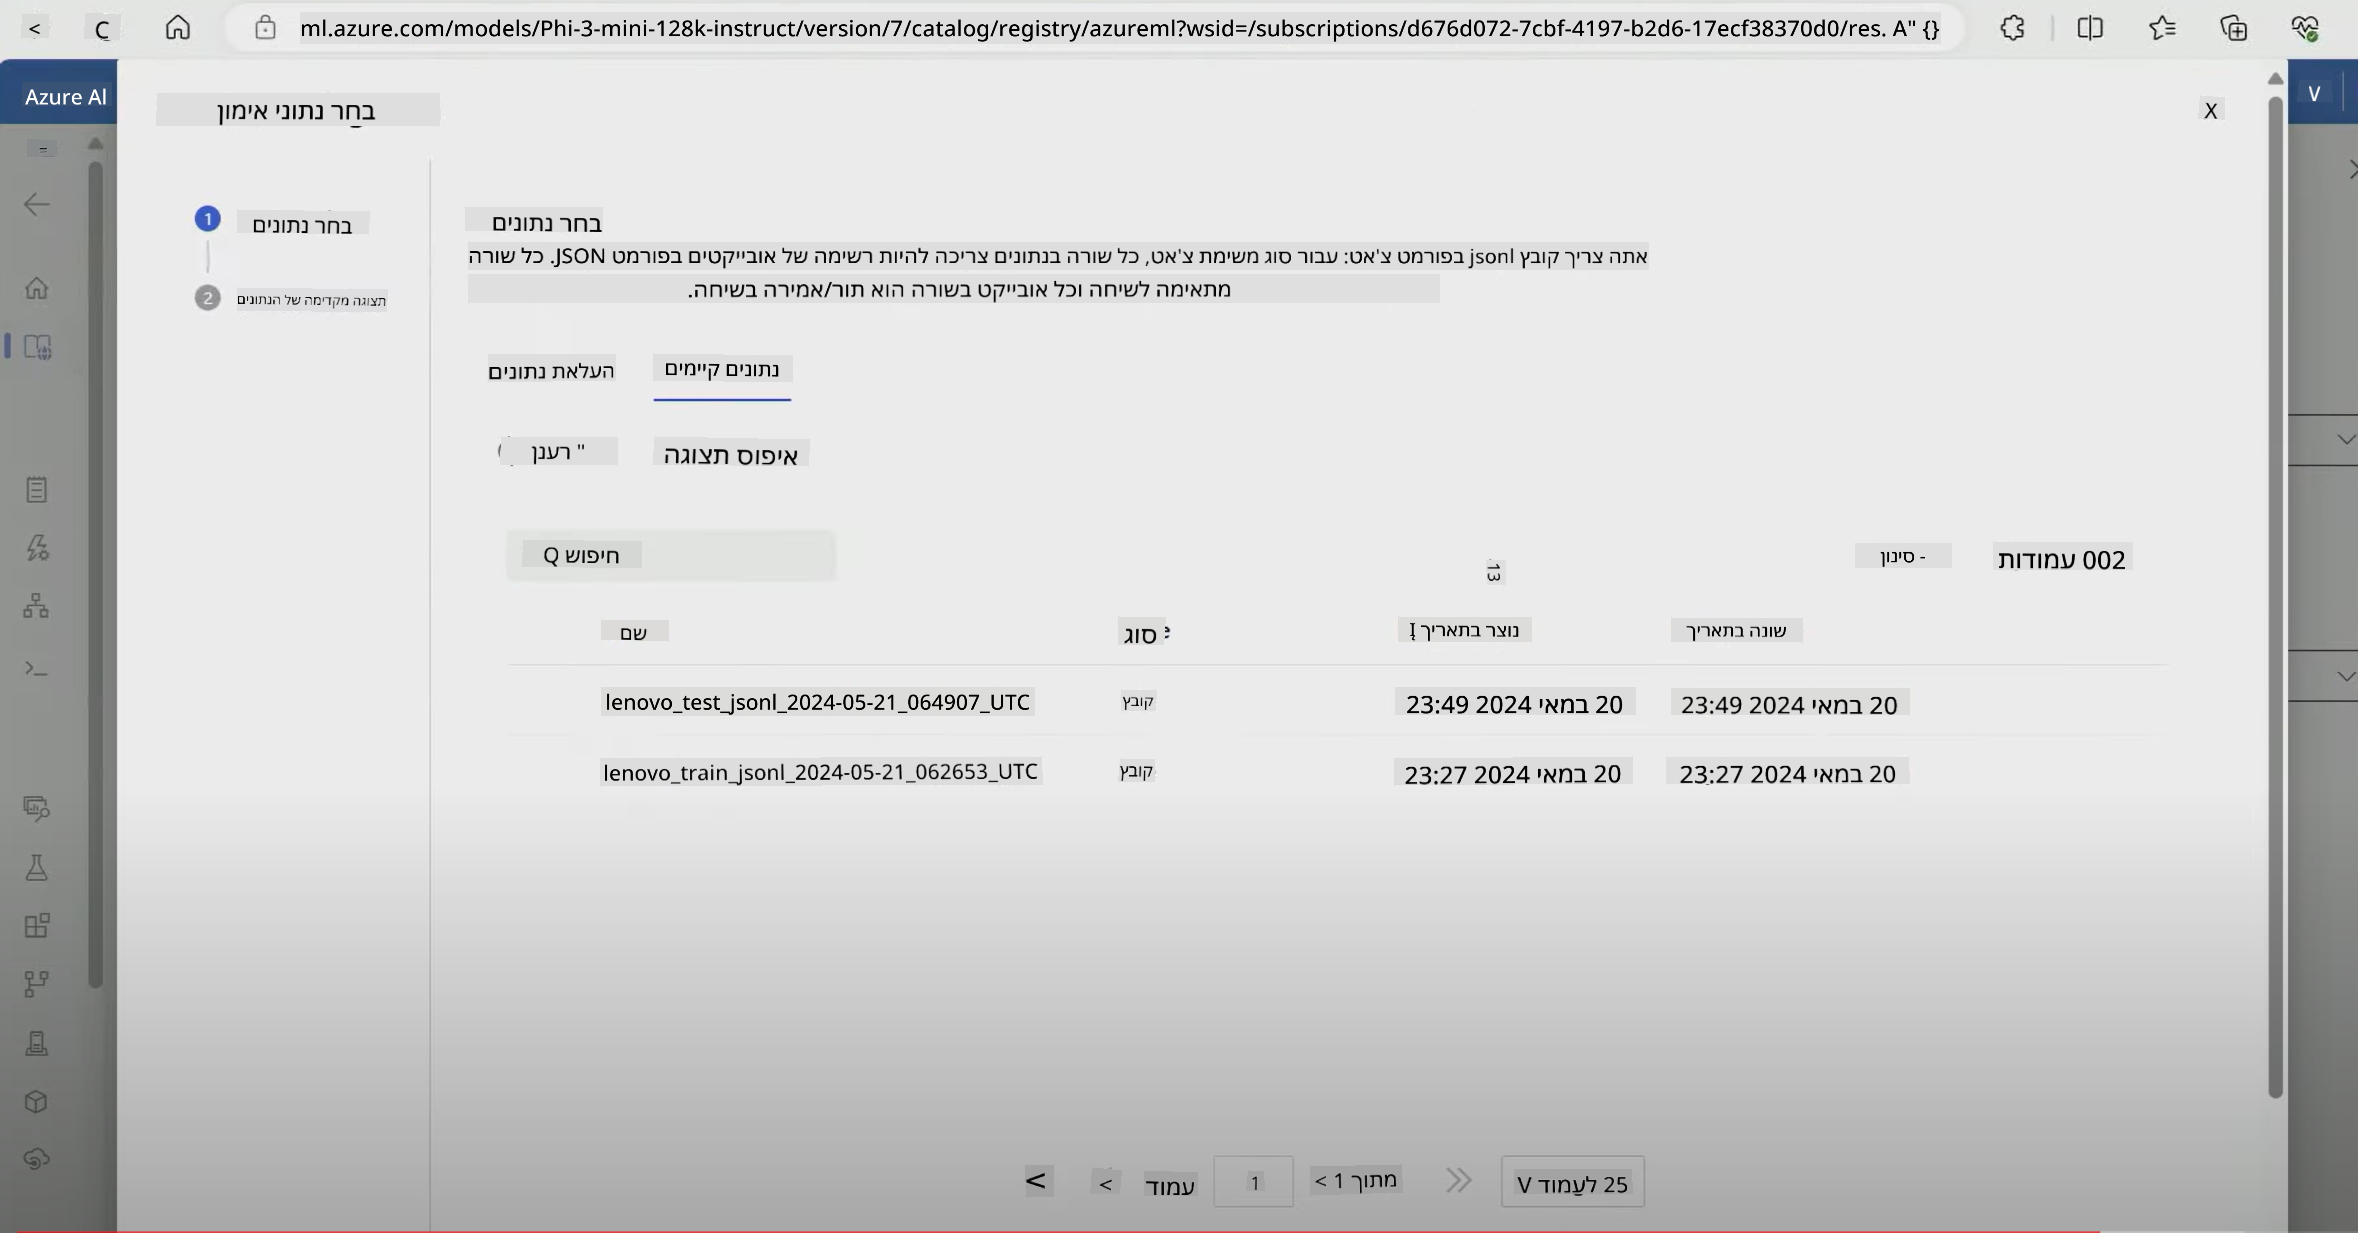 < C ml.azure.com/models/Phi-3-mini-128k-instruct/version/7/catalog/registry/azureml?wsid=/subscriptions/d676d072-7cbf-4197-b2d6-17ecf38370d0/res. A" {}
Azure Al
V
בחר נתוני אימון
X
1 בחר נתונים
2 תצוגה מקדימה של הנתונים
בחר נתונים
אתה צריך קובץ jsonl בפורמט צ'אט: עבור סוג משימת צ'אט, כל שורה בנתונים צריכה להיות רשימה של אובייקטים בפורמט JSON. כל שורה
מתאימה לשיחה וכל אובייקט בשורה הוא תור/אמירה בשיחה.
העלאת נתונים
נתונים קיימים
" רענן
איפוס תצוגה
חיפוש Q
13
- סינון
002 עמודות
שם
סוג
נוצר בתאריך
שונה בתאריך
lenovo_test_jsonl_2024-05-21_064907_UTC
קובץ
20 במאי 2024 23:49
20 במאי 2024 23:49
lenovo_train_jsonl_2024-05-21_062653_UTC
קובץ
20 במאי 2024 23:27
20 במאי 2024 23:27
< < עמוד 1 מתוך 1 >
25 לעמוד V